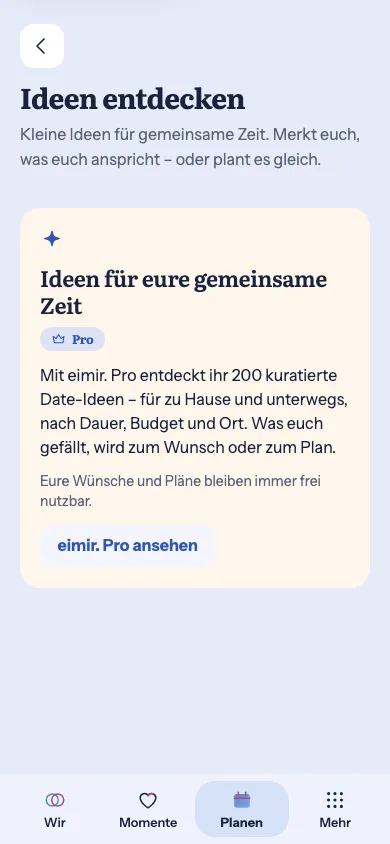 Ideen entdecken
Kleine Ideen für gemeinsame Zeit. Merkt euch,
was euch anspricht – oder plant es gleich.
Ideen für eure gemeinsame
Zeit
Pro
Mit eimir. Pro entdeckt ihr 200 kuratierte
Date-Ideen – für zu Hause und unterwegs,
nach Dauer, Budget und Ort. Was euch
gefällt, wird zum Wunsch oder zum Plan.
Eure Wünsche und Pläne bleiben immer frei
nutzbar.
eimir. Pro ansehen
Wir
Momente
Planen
Mehr